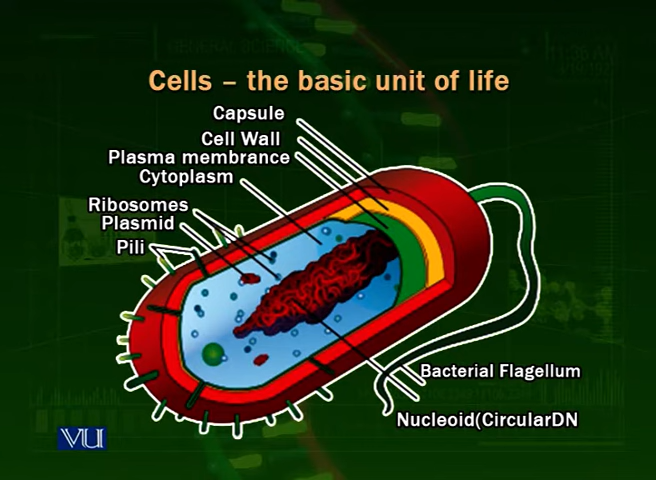 Cells – the basic unit of life
Capsule
Cell Wall
Plasma membrance
Cytoplasm
Ribosomes
Plasmid
Pili
Bacterial Flagellum
Nucleoid(CircularDN
VU